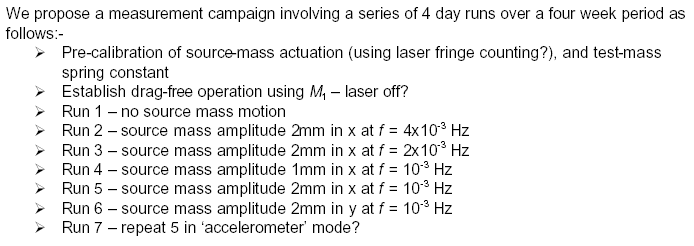 We propose a measurement campaign involving a series of 4 day runs over a four week period as
follows:-
➢ Pre-calibration of source-mass actuation (using laser fringe counting?), and test-mass
spring constant
➢ Establish drag-free operation using M₁ – laser off?
➢ Run 1 – no source mass motion
➢ Run 2 – source mass amplitude 2mm in x at f = 4x10⁻³ Hz
➢ Run 3 – source mass amplitude 2mm in x at f = 2x10⁻³ Hz
➢ Run 4 – source mass amplitude 1mm in x at f = 10⁻³ Hz
➢ Run 5 – source mass amplitude 2mm in x at f = 10⁻³ Hz
➢ Run 6 – source mass amplitude 2mm in y at f = 10⁻³ Hz
➢ Run 7 – repeat 5 in ‘accelerometer’ mode?